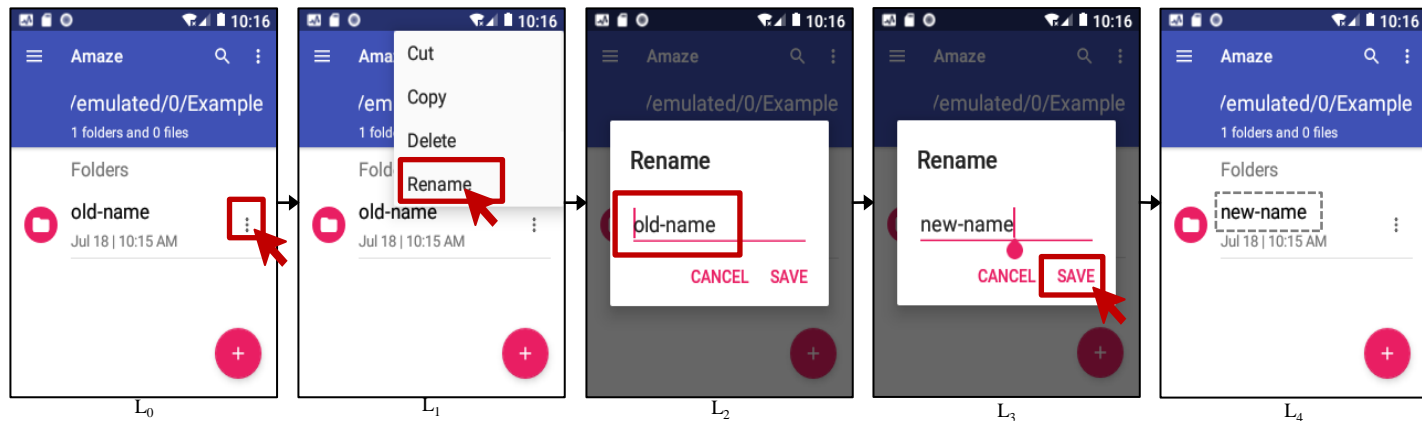 10:16
Amaze
/emulated/0/Example
1 folders and 0 files
Folders
old-name
Jul 18 | 10:15 AM
+
L0
10:16
Ama
Cut
/em
Copy
1 fold
Delete
Fold
Rename
old-name
Jul 18 | 10:15 AM
+
L1
10:16
Amaze
/emulated/0/Example
Rename
old-name
CANCEL SAVE
+
L2
10:16
Amaze
/emulated/0/Example
Rename
new-name
CANCEL SAVE
+
L3
10:16
Amaze
/emulated/0/Example
1 folders and 0 files
Folders
new-name
Jul 18 | 10:15 AM
+
L4